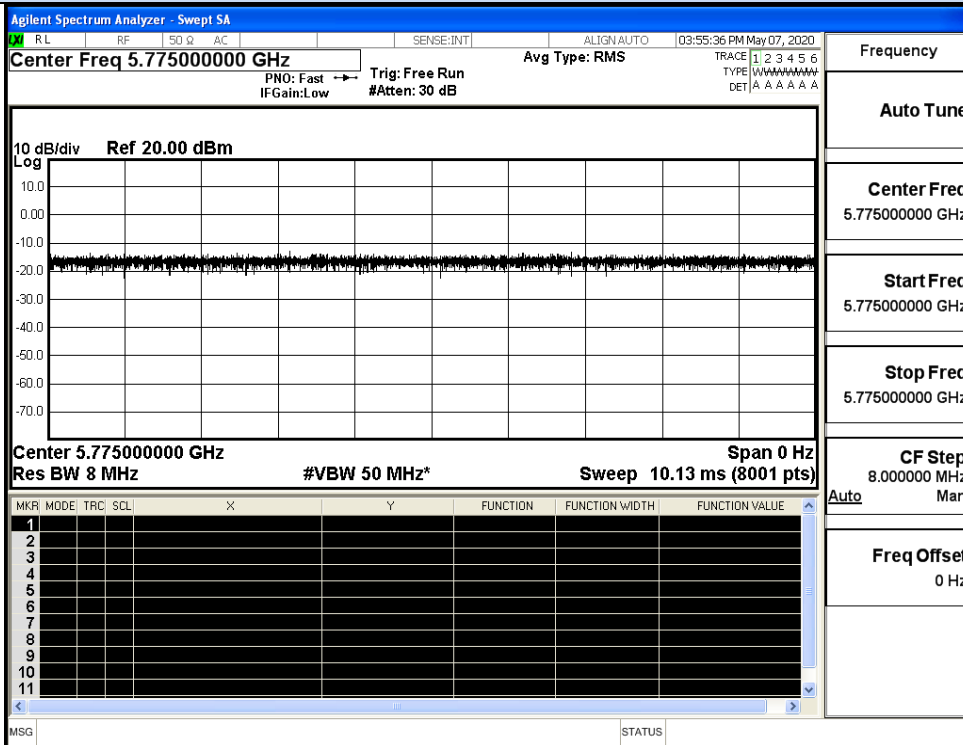 Agilent Spectrum Analyzer - Swept SA
LXI RL RF 50 Ω AC SENSE:INT ALIGN AUTO 03:55:36 PM May 07, 2020
Center Freq 5.775000000 GHz
Avg Type: RMS
TRACE 1 2 3 4 5 6
PNO: Fast
Trig: Free Run
TYPE
IFGain:Low
#Atten: 30 dB
DET A A A A A A
10 dB/div Ref 20.00 dBm
Log
10.0
0.00
-10.0
-20.0
-30.0
-40.0
-50.0
-60.0
-70.0
Center 5.775000000 GHz Span 0 Hz
Res BW 8 MHz #VBW 50 MHz* Sweep 10.13 ms (8001 pts)
MKR MODE TRC SCL X Y FUNCTION FUNCTION WIDTH FUNCTION VALUE
1
2
3
4
5
6
7
8
9
10
11
MSG STATUS
Frequency
Auto Tune
Center Freq
5.775000000 GHz
Start Freq
5.775000000 GHz
Stop Freq
5.775000000 GHz
CF Step
8.000000 MHz
Auto Man
Freq Offset
0 Hz